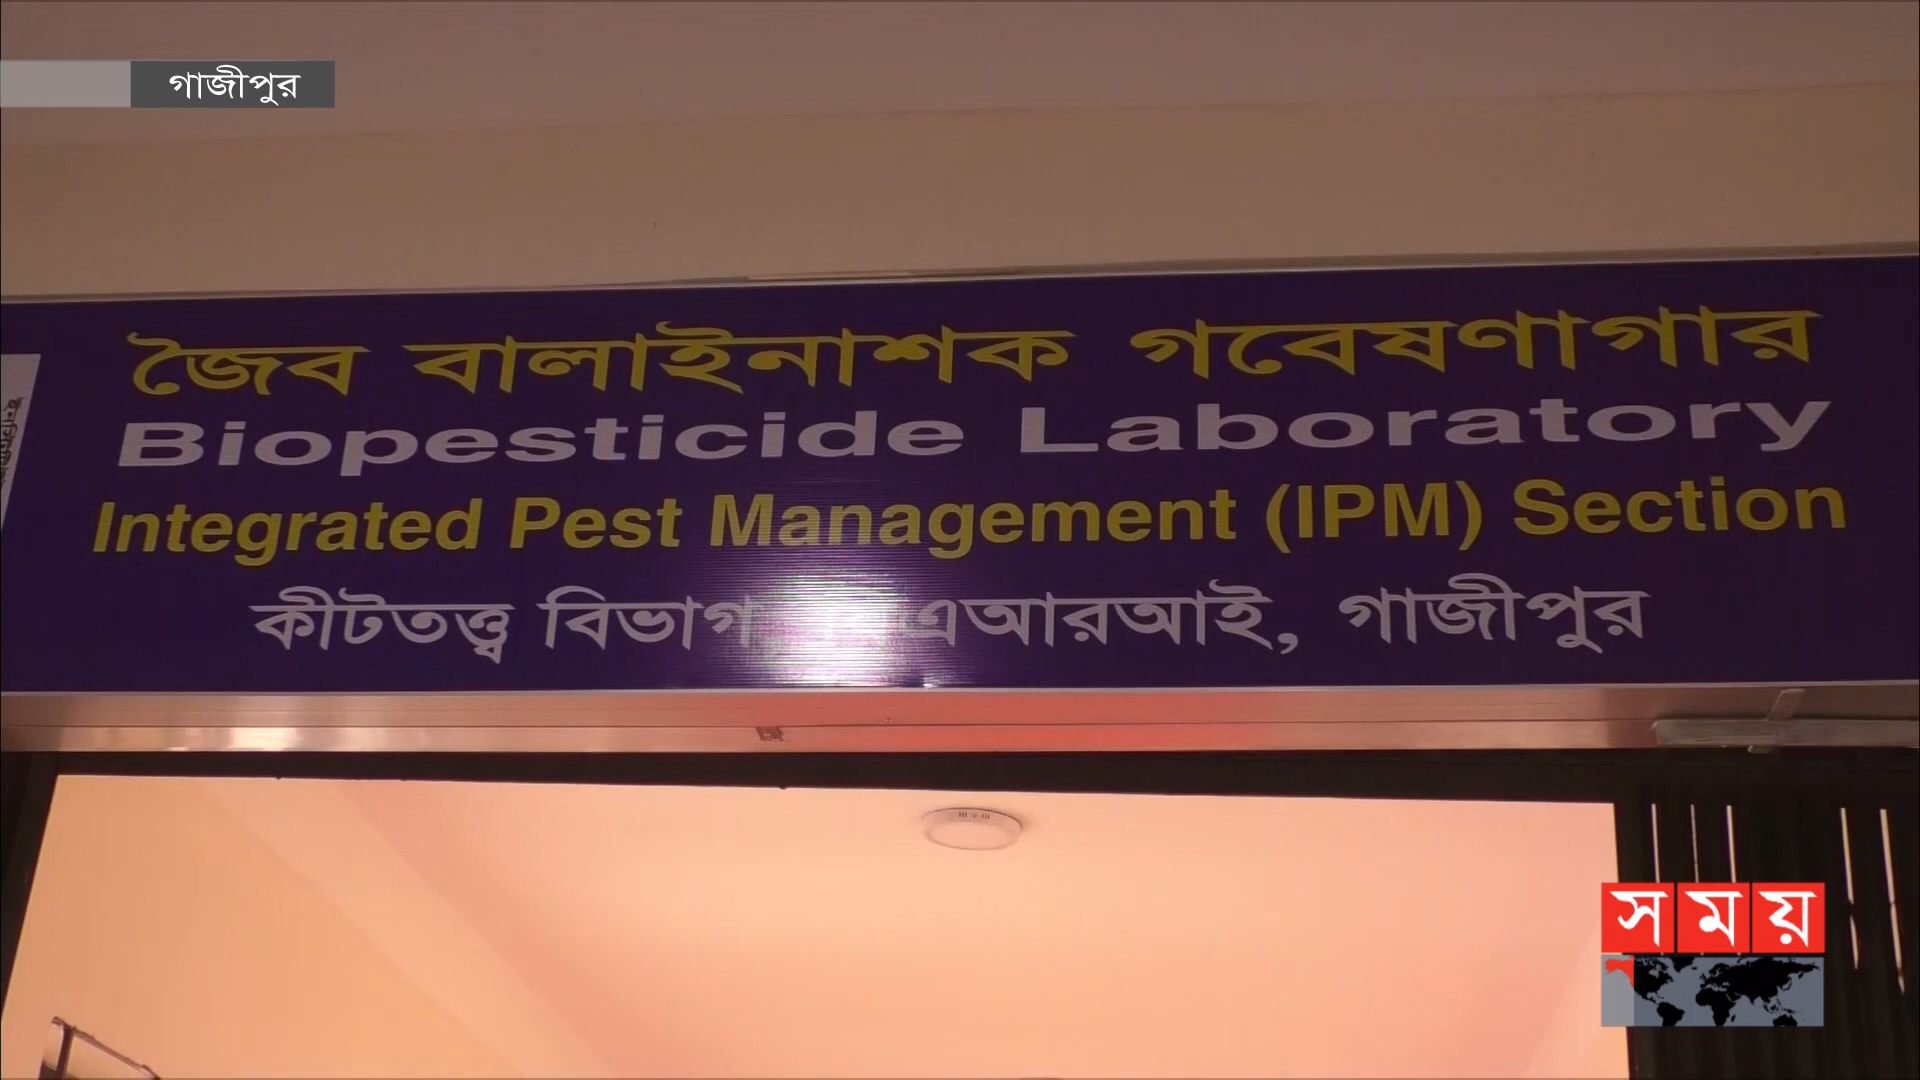 গাজীপুর
জৈব বালাইনাশক গবেষণাগার
Biopesticide Laboratory
Integrated Pest Management (IPM) Section
কীটতত্ত্ব বিভাগ, এআরআই, গাজীপুর
সময়